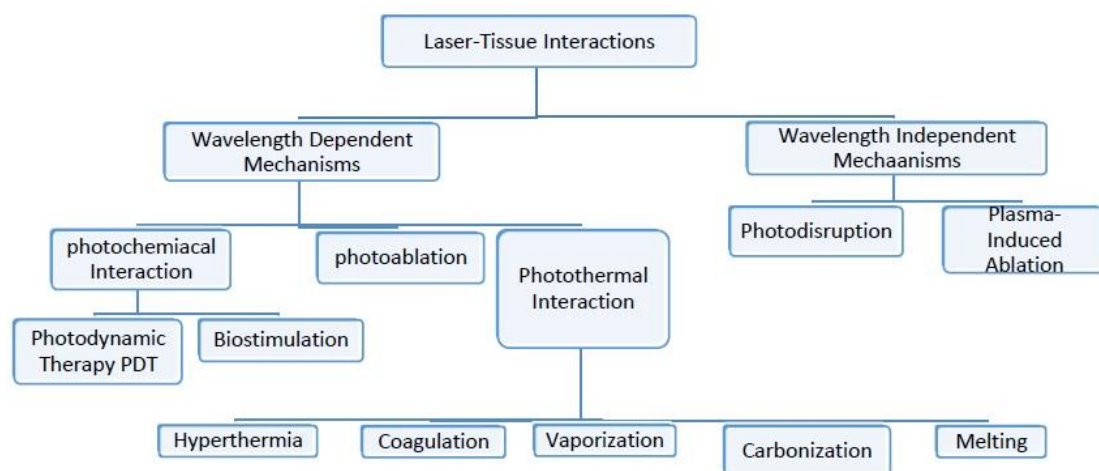 Laser-Tissue Interactions
Wavelength Dependent
Mechanisms
Wavelength Independent
Mechaanisms
photochemiacal
Interaction
photoablation
Photothermal
Interaction
Photodisruption
Plasma-
Induced
Ablation
Photodynamic
Therapy PDT
Biostimulation
Hyperthermia
Coagulation
Vaporization
Carbonization
Melting